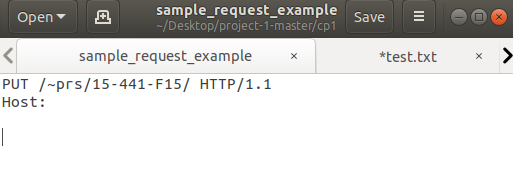 Open
sample_request_example
~/Desktop/project-1-master/cp1
Save
sample_request_example ×
*test.txt ×
PUT /~prs/15-441-F15/ HTTP/1.1
Host: